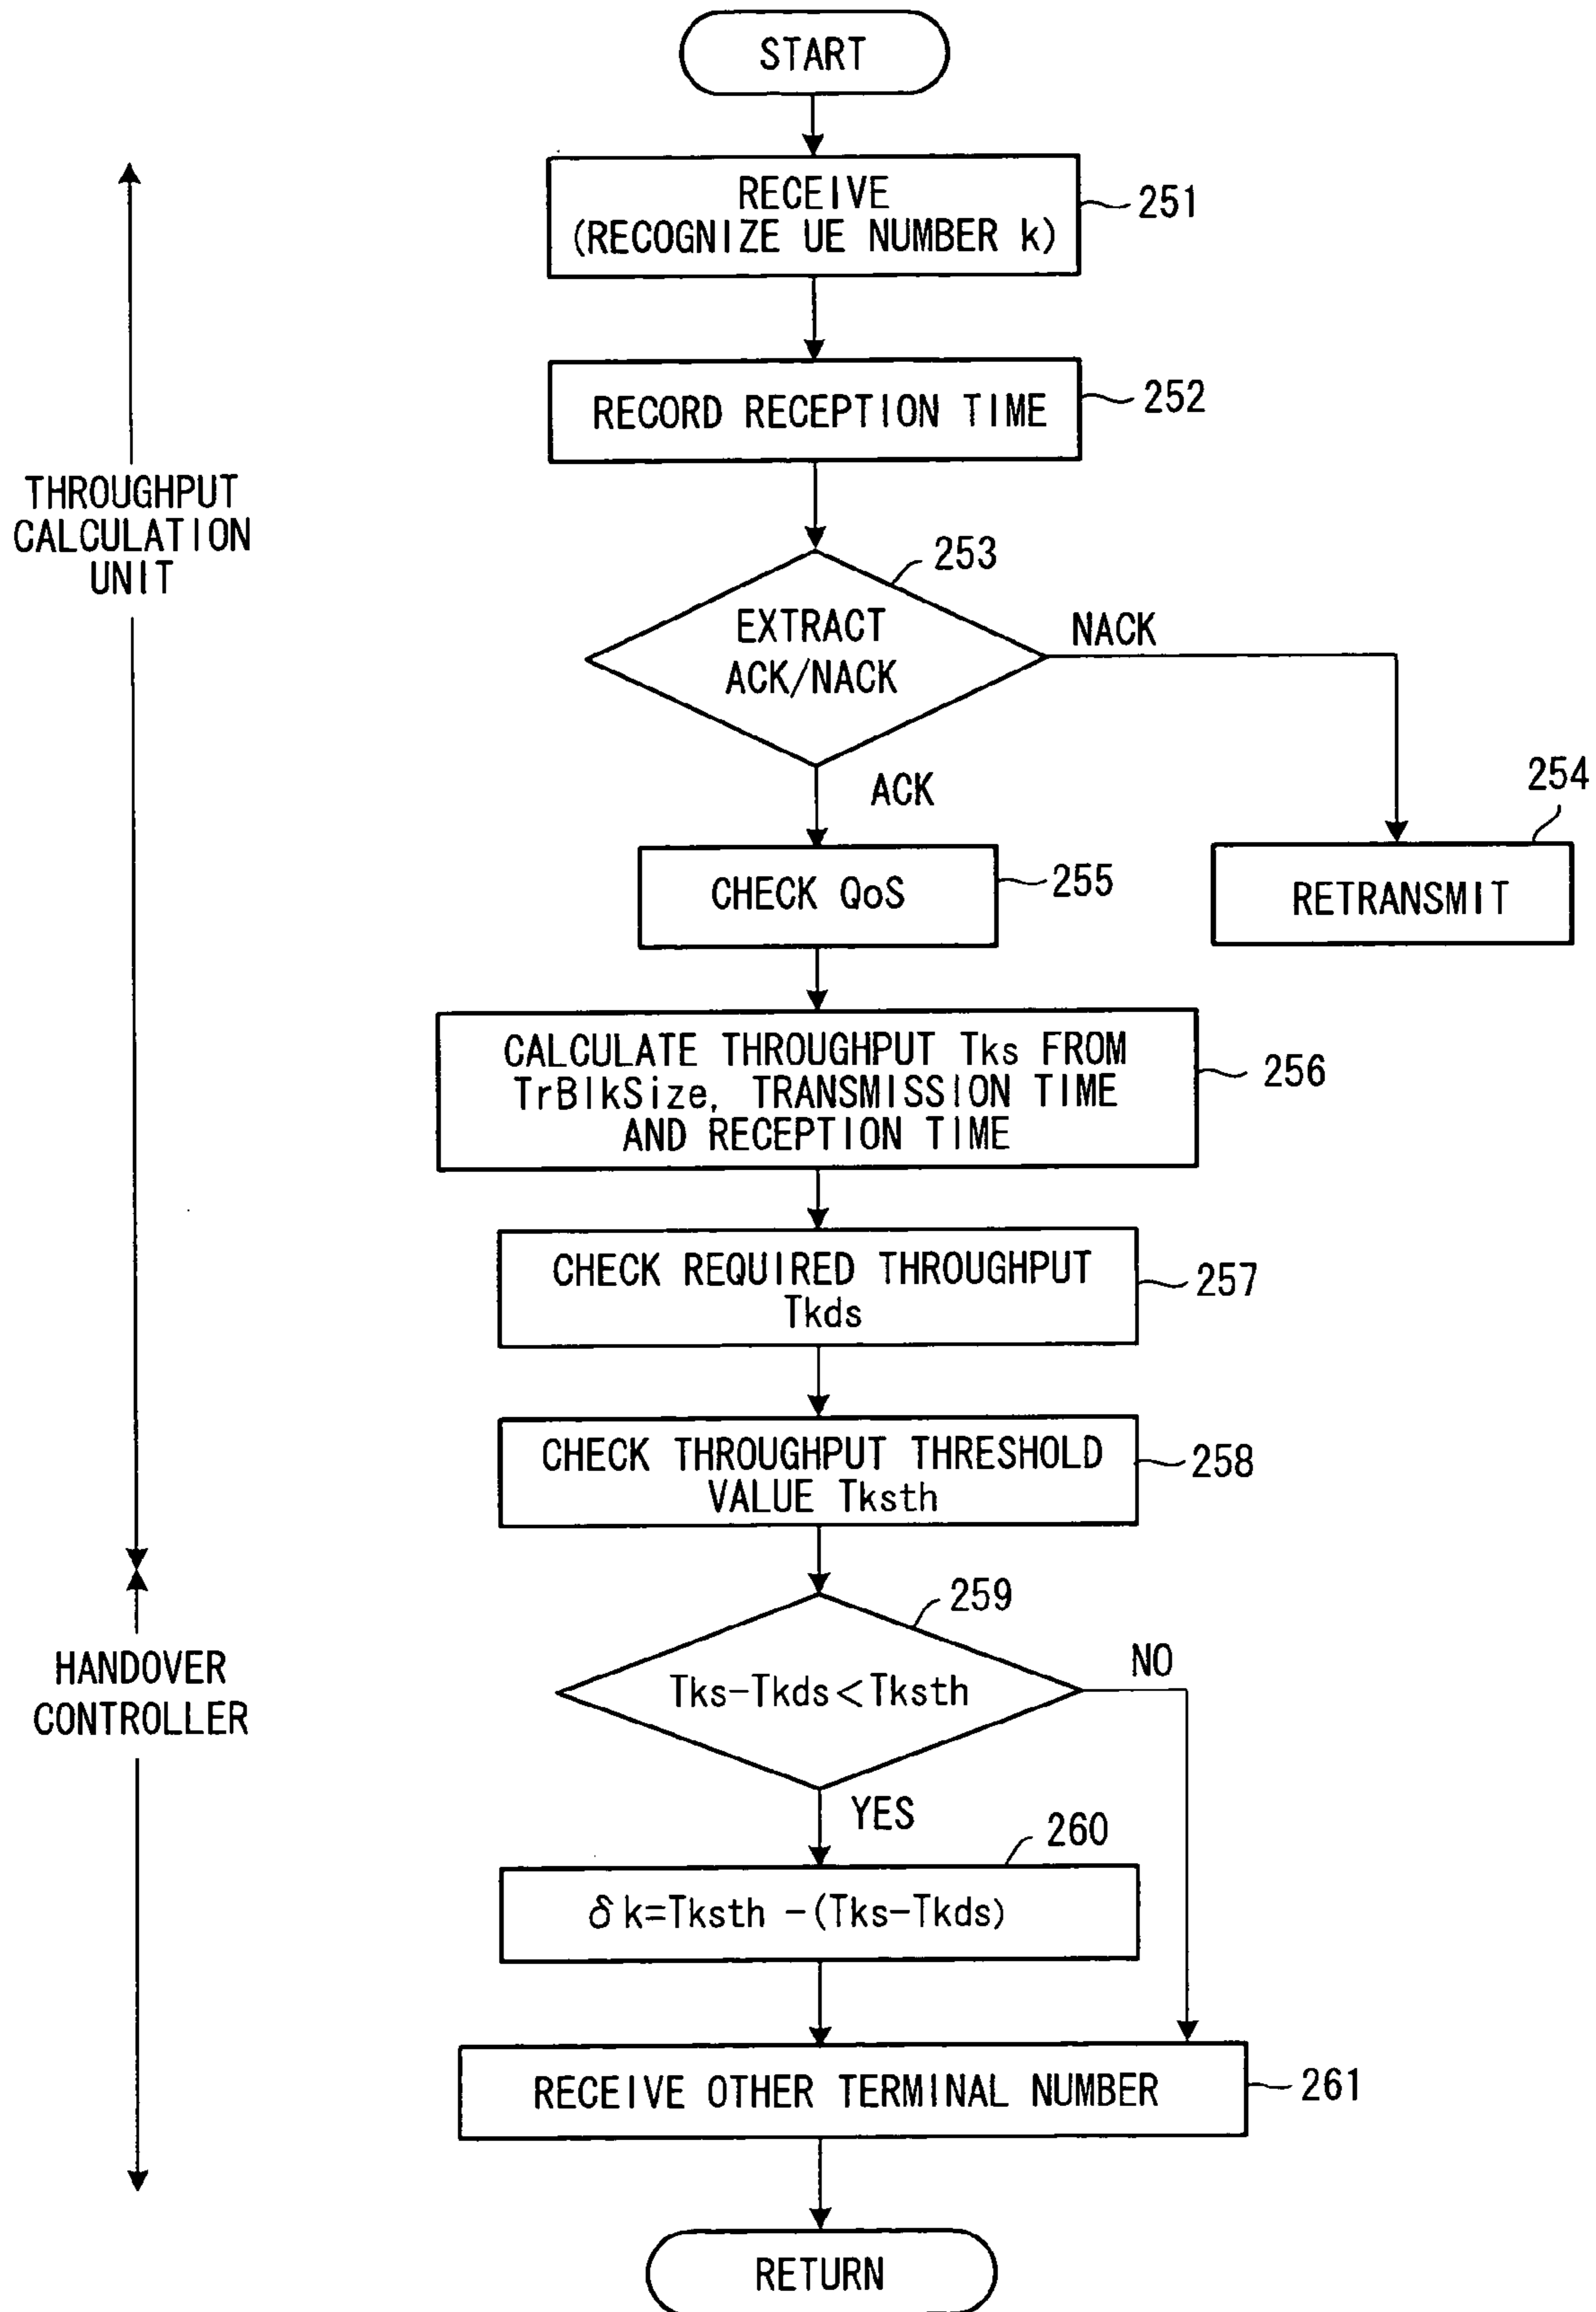 START
RECEIVE
(RECOGNIZE UE NUMBER k)
251
RECORD RECEPTION TIME
252
THROUGHPUT
CALCULATION
UNIT
253
EXTRACT
ACK/NACK
NACK
ACK
254
RETRANSMIT
CHECK QoS
255
CALCULATE THROUGHPUT Tks FROM
TrBlkSize, TRANSMISSION TIME
AND RECEPTION TIME
256
CHECK REQUIRED THROUGHPUT
Tkds
257
CHECK THROUGHPUT THRESHOLD
VALUE Tksth
258
HANDOVER
CONTROLLER
259
Tks-Tkds<Tksth
NO
YES
260
δk=Tksth -(Tks-Tkds)
RECEIVE OTHER TERMINAL NUMBER
261
RETURN